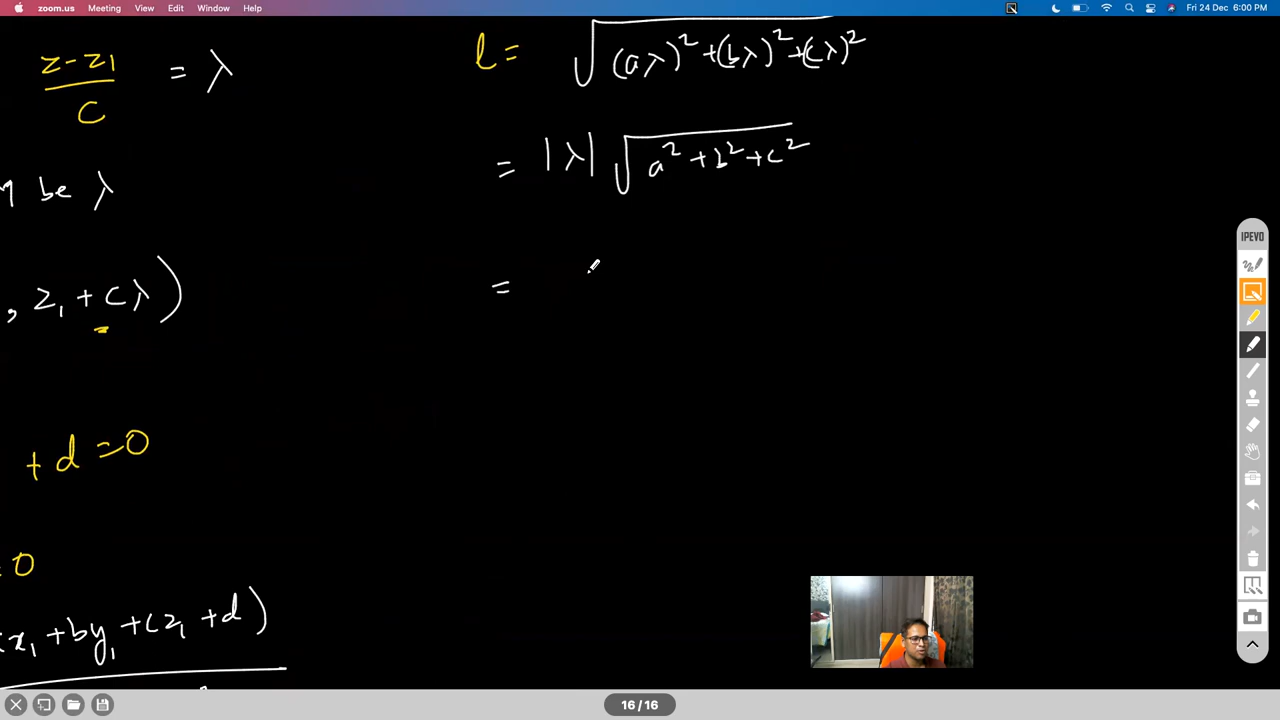 zoom.us Meeting View Edit Window Help Fri 24 Dec 6:00 PM
z-z₁/c = λ
be λ
, z₁ + cλ)
+ d = 0
= 0
x₁ + by₁ + cz₁ + d)
l = √((aλ)² + (bλ)² + (cλ)²)
= |λ| √(a² + b² + c²)
=
IPEVO
16 / 16